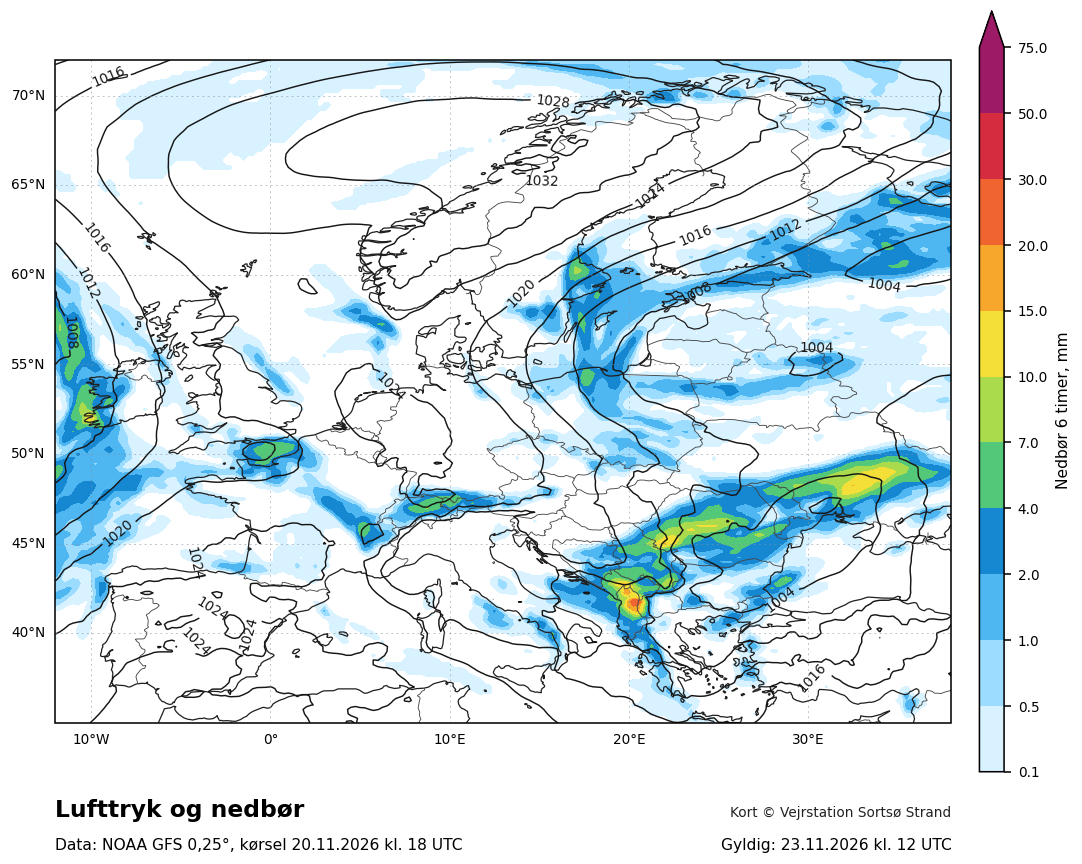 1016
1028
70°N
1032
65°N
1024
1016
1016
1012
60°N
1012
1020
1008
1004
1008
1004
55°N
1024
50°N
1020
1024
45°N
1004
1024
1024
1024
40°N
1016
10°W
0°
10°E
20°E
30°E
75.0
50.0
30.0
20.0
15.0
10.0
7.0
4.0
2.0
1.0
0.5
0.1
Nedbør 6 timer, mm
Lufttryk og nedbør
Kort © Vejrstation Sortsø Strand
Data: NOAA GFS 0,25°, kørsel 20.11.2026 kl. 18 UTC
Gyldig: 23.11.2026 kl. 12 UTC